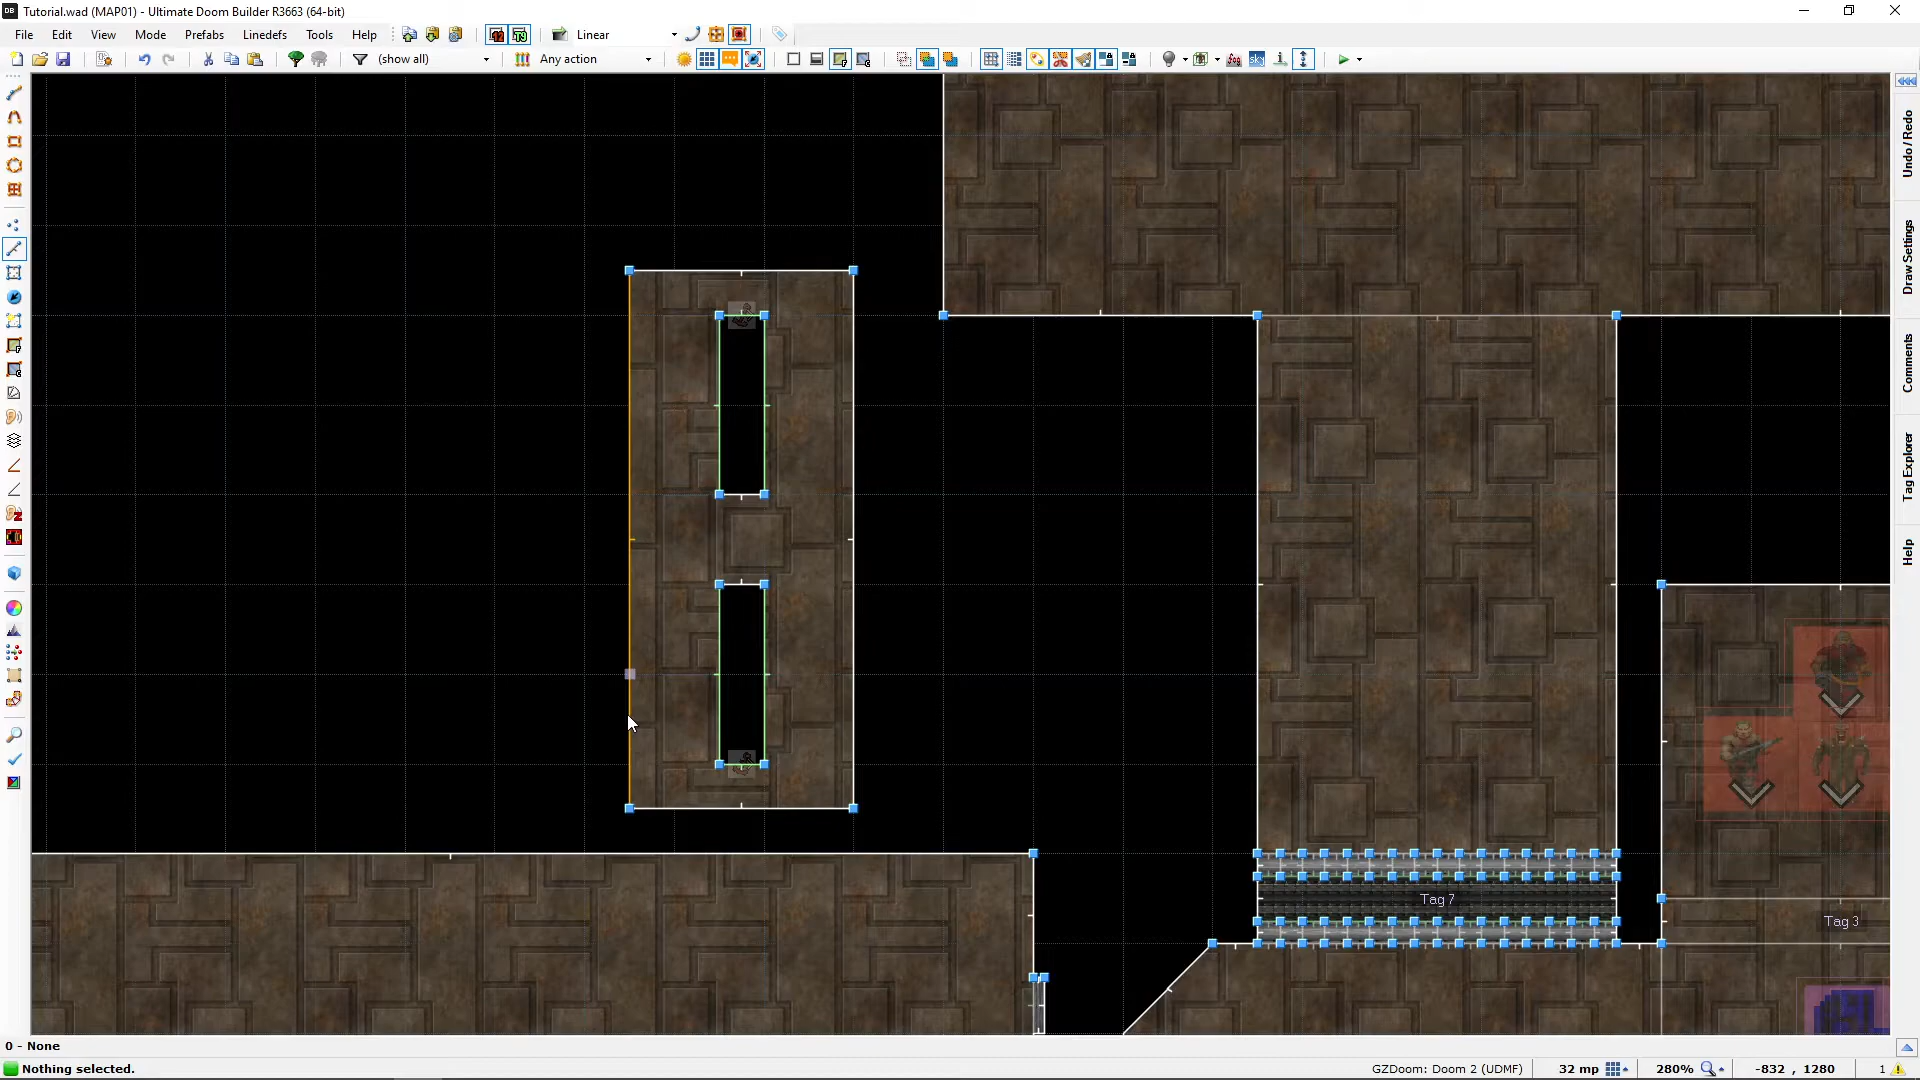 Tutorial.wad (MAP01) - Ultimate Doom Builder R3663 (64-bit)
File Edit View Mode Prefabs Linedefs Tools Help Linear
(show all) Any action
Undo / Redo
Draw Settings
Comments
Tag Explorer
Help
Tag 7
Tag 3
0 - None
Nothing selected. GZDoom: Doom 2 (UDMF) 32 mp 280% -832 , 1280 1